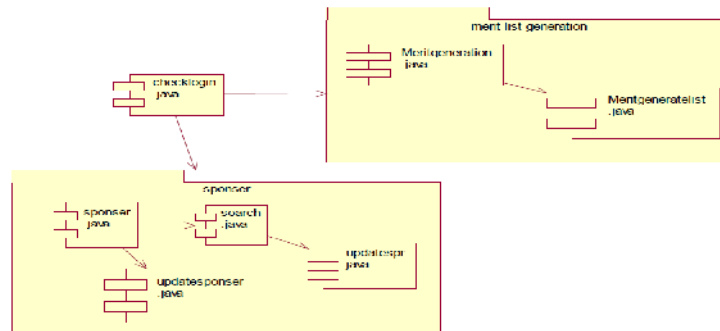 merit list generation
Meritgeneration
.java
checklogin
.java
Meritgeneratelist
.java
sponser
sponser
.java
search
.java
updatespr
.java
updatesponser
.java